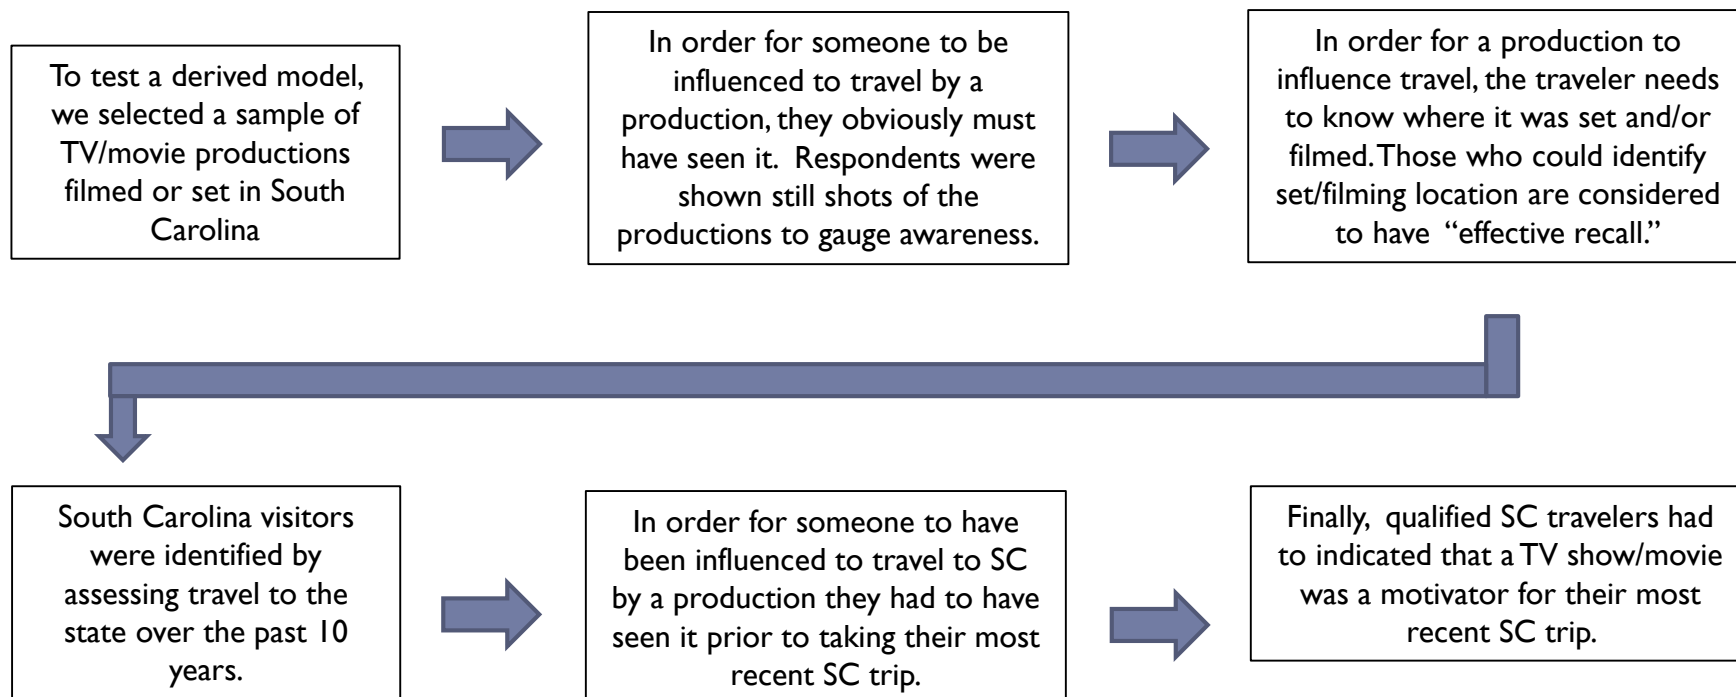 To test a derived model,
we selected a sample of
TV/movie productions
filmed or set in South
Carolina
In order for someone to be
influenced to travel by a
production, they obviously must
have seen it.  Respondents were
shown still shots of the
productions to gauge awareness.
In order for a production to
influence travel, the traveler needs
to know where it was set and/or
filmed. Those who could identify
set/filming location are considered
to have  “effective recall.”
South Carolina visitors
were identified by
assessing travel to the
state over the past 10
years.
In order for someone to have
been influenced to travel to SC
by a production they had to have
seen it prior to taking their most
recent SC trip.
Finally,  qualified SC travelers had
to indicated that a TV show/movie
was a motivator for their most
recent SC trip.